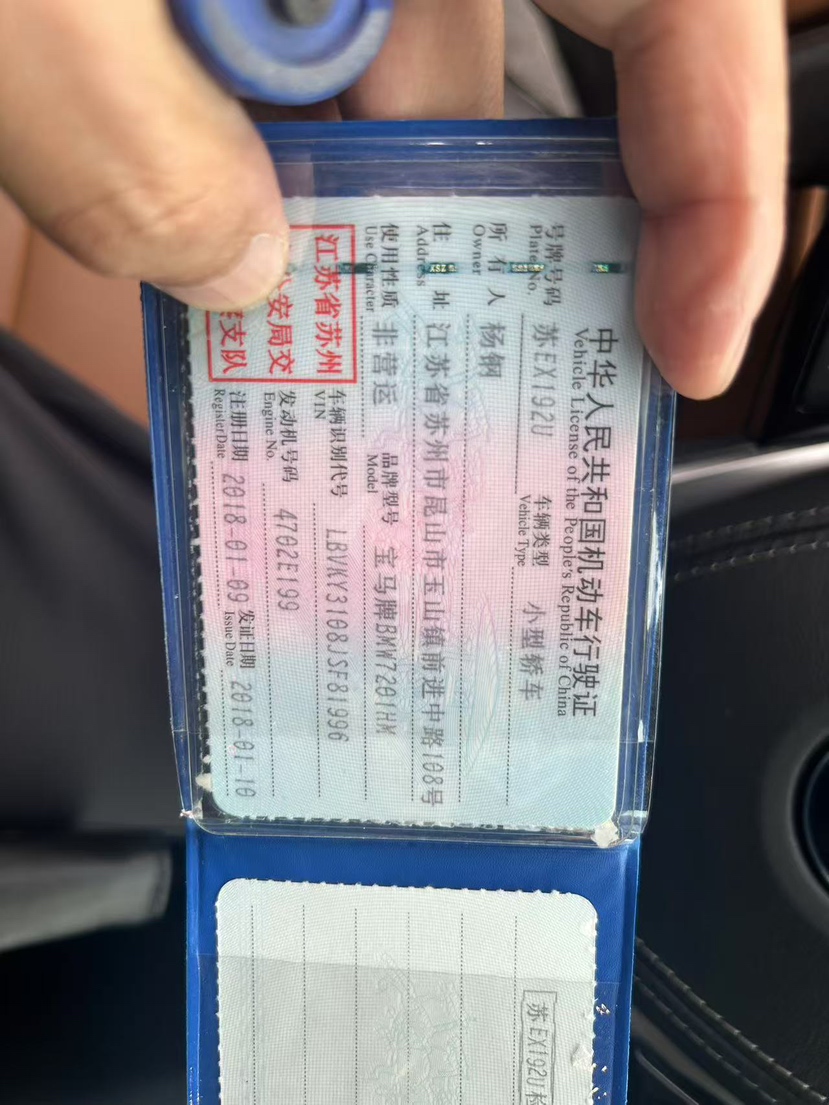 中华人民共和国机动车行驶证
Vehicle License of the People's Republic of China
号牌号码 苏EX192U 车辆类型 小型轿车
Plate No. Vehicle Type
所有人 杨钢
Owner
住址 江苏省苏州市昆山市玉山镇前进中路108号
Address
使用性质 非营运 品牌型号 宝马牌BMW7201HM
Use Character Model
江苏省苏州
车辆识别代号 LBVKY3108JSF81996
VIN
安局交
发动机号码 4702E199
Engine No.
支队
注册日期 2018-01-09 发证日期 2018-01-10
Register Date Issue Date
苏EX192U检